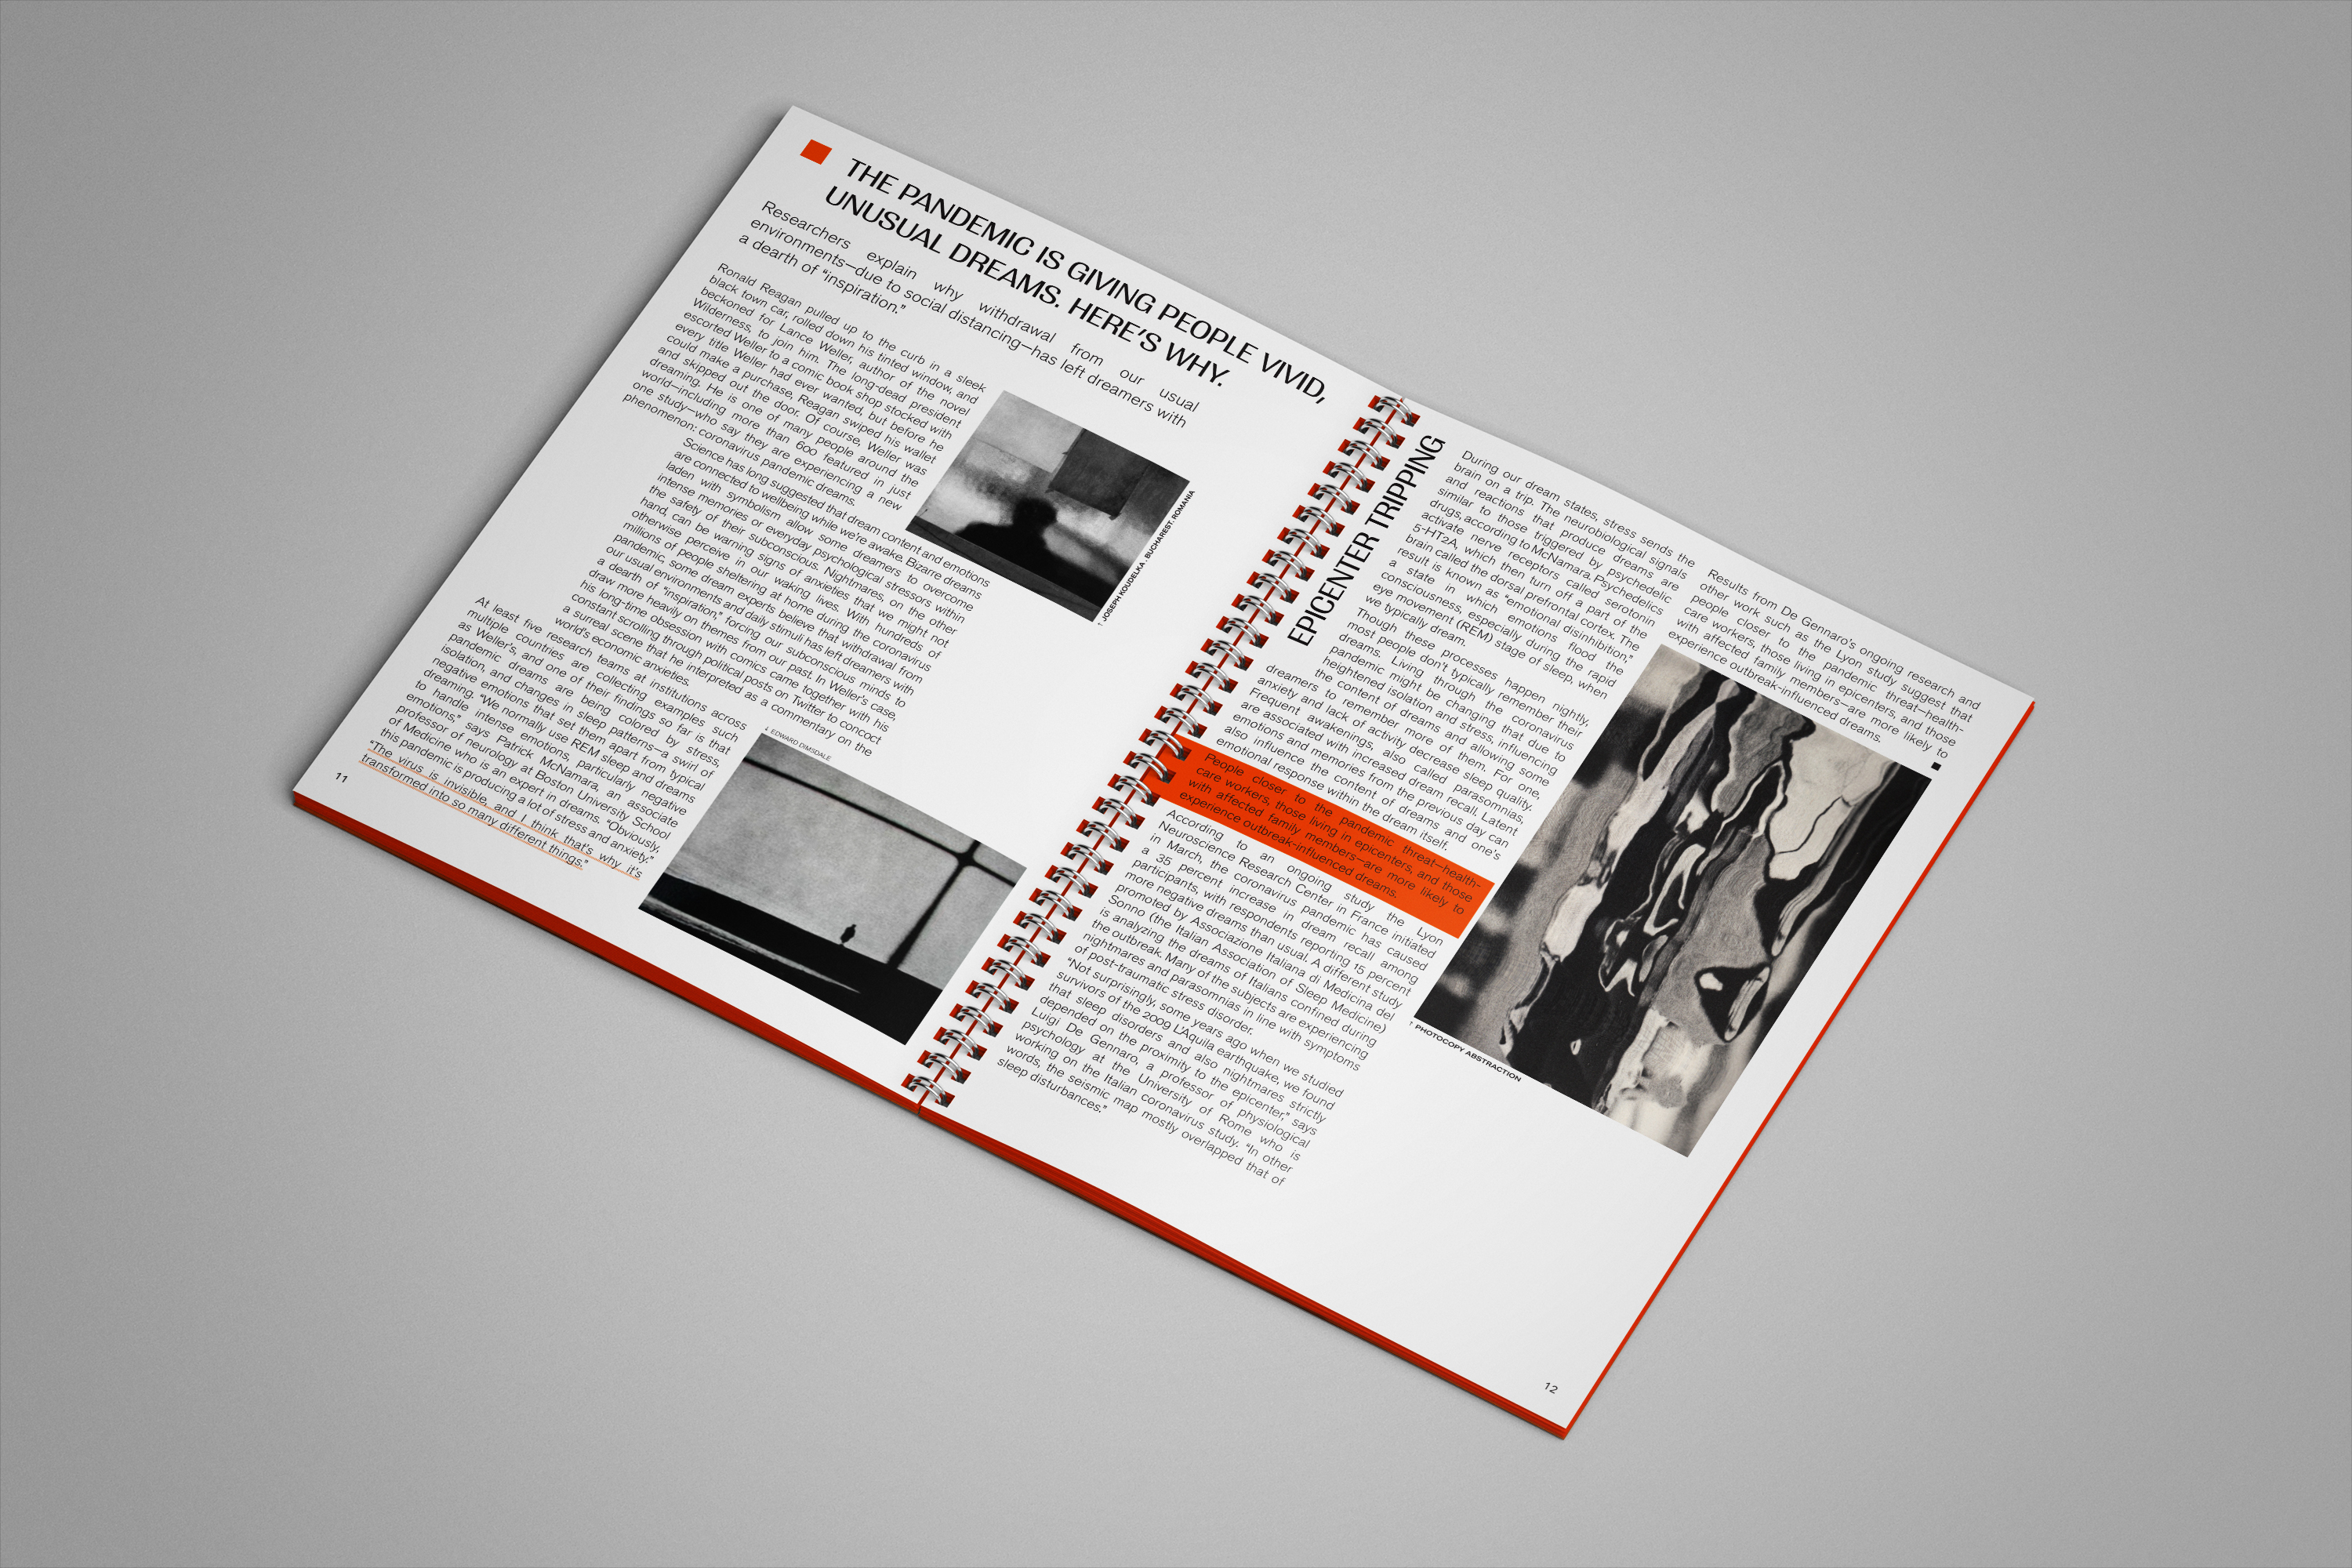 THE PANDEMIC IS GIVING PEOPLE VIVID,
UNUSUAL DREAMS. HERE'S WHY.
Researchers explain why withdrawal from our usual
environments—due to social distancing—has left dreamers with
a dearth of “inspiration.”
Ronald Reagan pulled up to the curb in a sleek
black town car, rolled down his tinted window, and
beckoned for Lance Weller, author of the novel
Wilderness, to join him. The long-dead president
escorted Weller to a comic book shop stocked with
every title Weller had ever wanted, but before he
could make a purchase, Reagan swiped his wallet
and skipped out the door. Of course, Weller was
dreaming. He is one of many people around the
world—including more than 600 featured in just
one study—who say they are experiencing a new
phenomenon: coronavirus pandemic dreams.
Science has long suggested that dream content and emotions
are connected to wellbeing while we're awake. Bizarre dreams
laden with symbolism allow some dreamers to overcome
intense memories or everyday psychological stressors within
the safety of their subconscious. Nightmares, on the other
hand, can be warning signs of anxieties that we might not
otherwise perceive in our waking lives. With hundreds of
millions of people sheltering at home during the coronavirus
pandemic, some dream experts believe that withdrawal from
our usual environments and daily stimuli has left dreamers with
a dearth of “inspiration,” forcing our subconscious minds to
draw more heavily on themes from our past. In Weller's case,
his long-time obsession with comics came together with his
constant scrolling through political posts on Twitter to concoct
a surreal scene that he interpreted as a commentary on the
world's economic anxieties.
At least five research teams at institutions across
multiple countries are collecting examples such
as Weller's, and one of their findings so far is that
pandemic dreams are being colored by stress,
isolation, and changes in sleep patterns—a swirl of
negative emotions that set them apart from typical
dreaming. “We normally use REM sleep and dreams
to handle intense emotions, particularly negative
emotions,” says Patrick McNamara, an associate
professor of neurology at Boston University School
of Medicine who is an expert in dreams. “Obviously,
this pandemic is producing a lot of stress and anxiety.”
“The virus is invisible, and I think that's why it's
transformed into so many different things.”
↑ JOSEPH KOUDELKA . BUCHAREST. ROMANIA
↓ EDWARD DIMSDALE
11
EPICENTER TRIPPING
During our dream states, stress sends the
brain on a trip. The neurobiological signals
and reactions that produce dreams are
similar to those triggered by psychedelic
drugs, according to McNamara. Psychedelics
activate nerve receptors called serotonin
5-HT2A, which then turn off a part of the
brain called the dorsal prefrontal cortex. The
result is known as “emotional disinhibition,”
a state in which emotions flood the
consciousness, especially during the rapid
eye movement (REM) stage of sleep, when
we typically dream.
Though these processes happen nightly,
most people don't typically remember their
dreams. Living through the coronavirus
pandemic might be changing that due to
heightened isolation and stress, influencing
the content of dreams and allowing some
dreamers to remember more of them. For one,
anxiety and lack of activity decrease sleep quality.
Frequent awakenings, also called parasomnias,
are associated with increased dream recall. Latent
emotions and memories from the previous day can
also influence the content of dreams and one's
emotional response within the dream itself.
People closer to the pandemic threat—health-
care workers, those living in epicenters, and those
with affected family members—are more likely to
experience outbreak-influenced dreams.
According to an ongoing study the Lyon
Neuroscience Research Center in France initiated
in March, the coronavirus pandemic has caused
a 35 percent increase in dream recall among
participants, with respondents reporting 15 percent
more negative dreams than usual. A different study
promoted by Associazione Italiana di Medicina del
Sonno (the Italian Association of Sleep Medicine)
is analyzing the dreams of Italians confined during
the outbreak. Many of the subjects are experiencing
nightmares and parasomnias in line with symptoms
of post-traumatic stress disorder.
“Not surprisingly, some years ago when we studied
survivors of the 2009 L'Aquila earthquake, we found
that sleep disorders and also nightmares strictly
depended on the proximity to the epicenter,” says
Luigi De Gennaro, a professor of physiological
psychology at the University of Rome who is
working on the Italian coronavirus study. “In other
words, the seismic map mostly overlapped that of
sleep disturbances.”
Results from De Gennaro's ongoing research and
other work such as the Lyon study suggest that
people closer to the pandemic threat—health-
care workers, those living in epicenters, and those
with affected family members—are more likely to
experience outbreak-influenced dreams.
↑ PHOTOCOPY ABSTRACTION
12